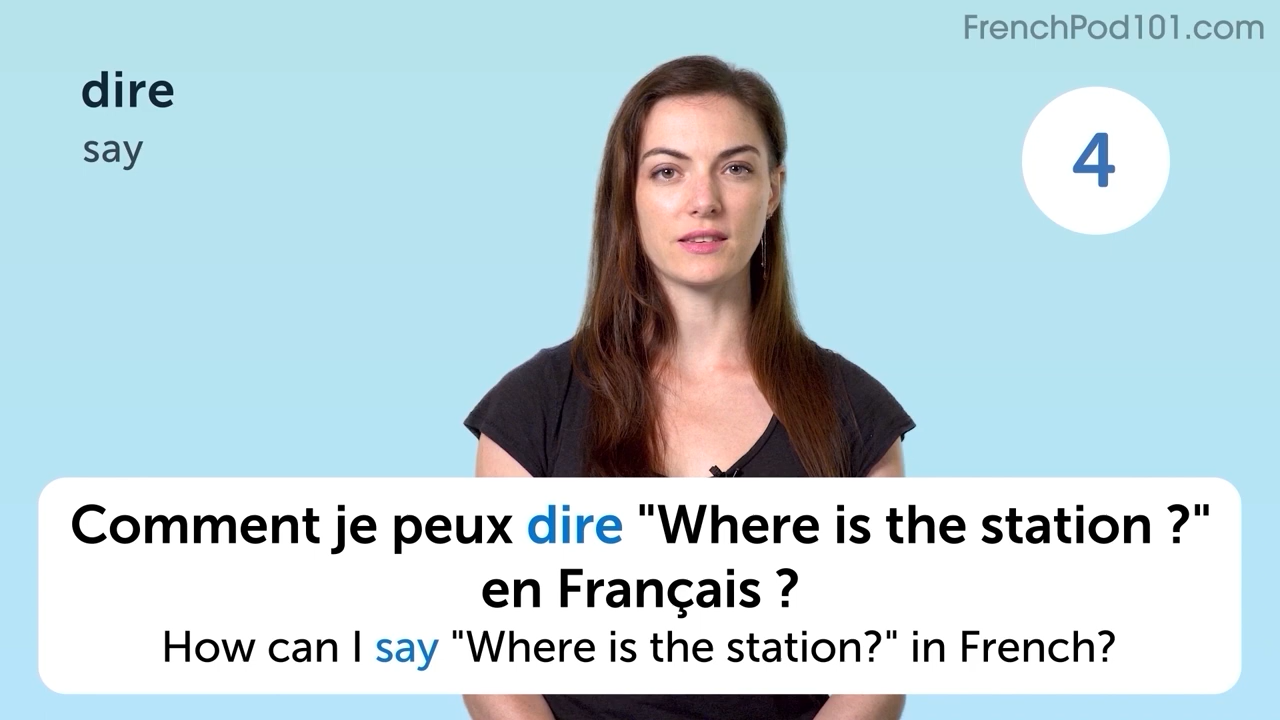 FrenchPod101.com
dire
say
4
Comment je peux dire "Where is the station ?"
en Français ?
How can I say "Where is the station?" in French?